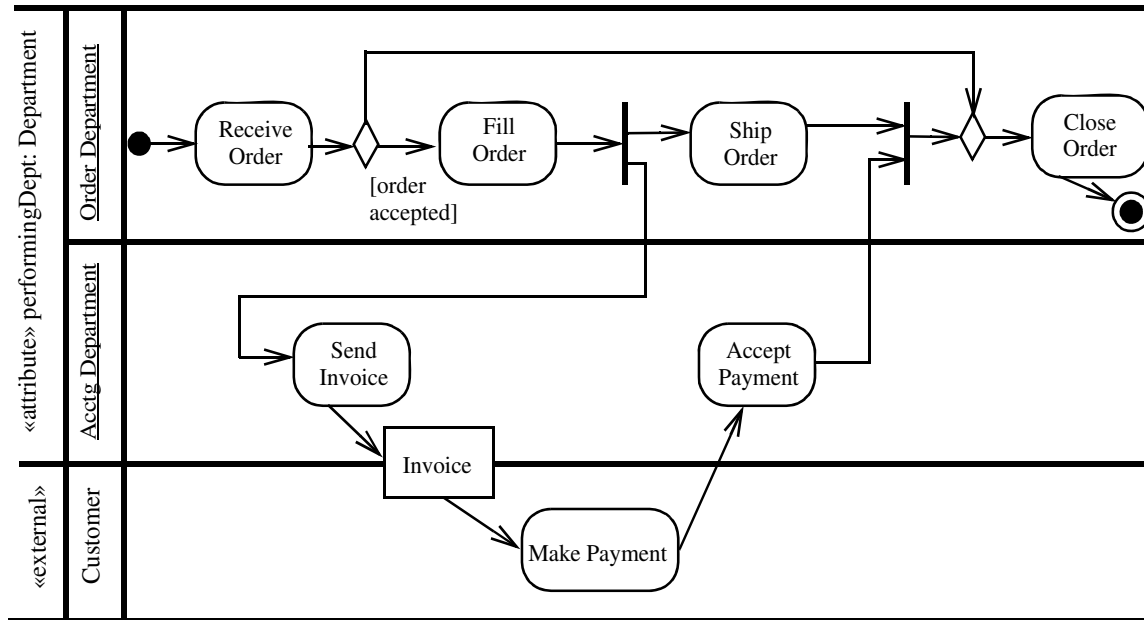 «attribute» performingDept: Department
Order Department
Receive
Order
[order
accepted]
Fill
Order
Ship
Order
Close
Order
Acctg Department
Send
Invoice
Accept
Payment
Invoice
«external»
Customer
Make Payment